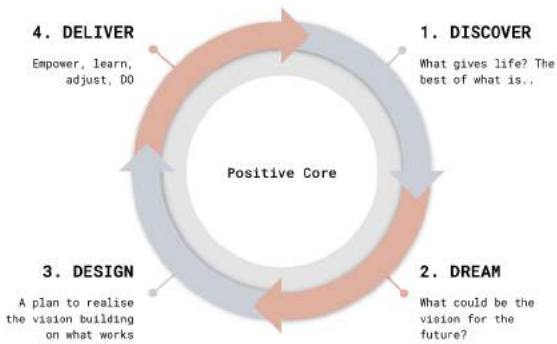 4. DELIVER
Empower, learn,
adjust, DO
1. DISCOVER
What gives life? The
best of what is..
Positive Core
3. DESIGN
A plan to realise
the vision building
on what works
2. DREAM
What could be the
vision for the
future?